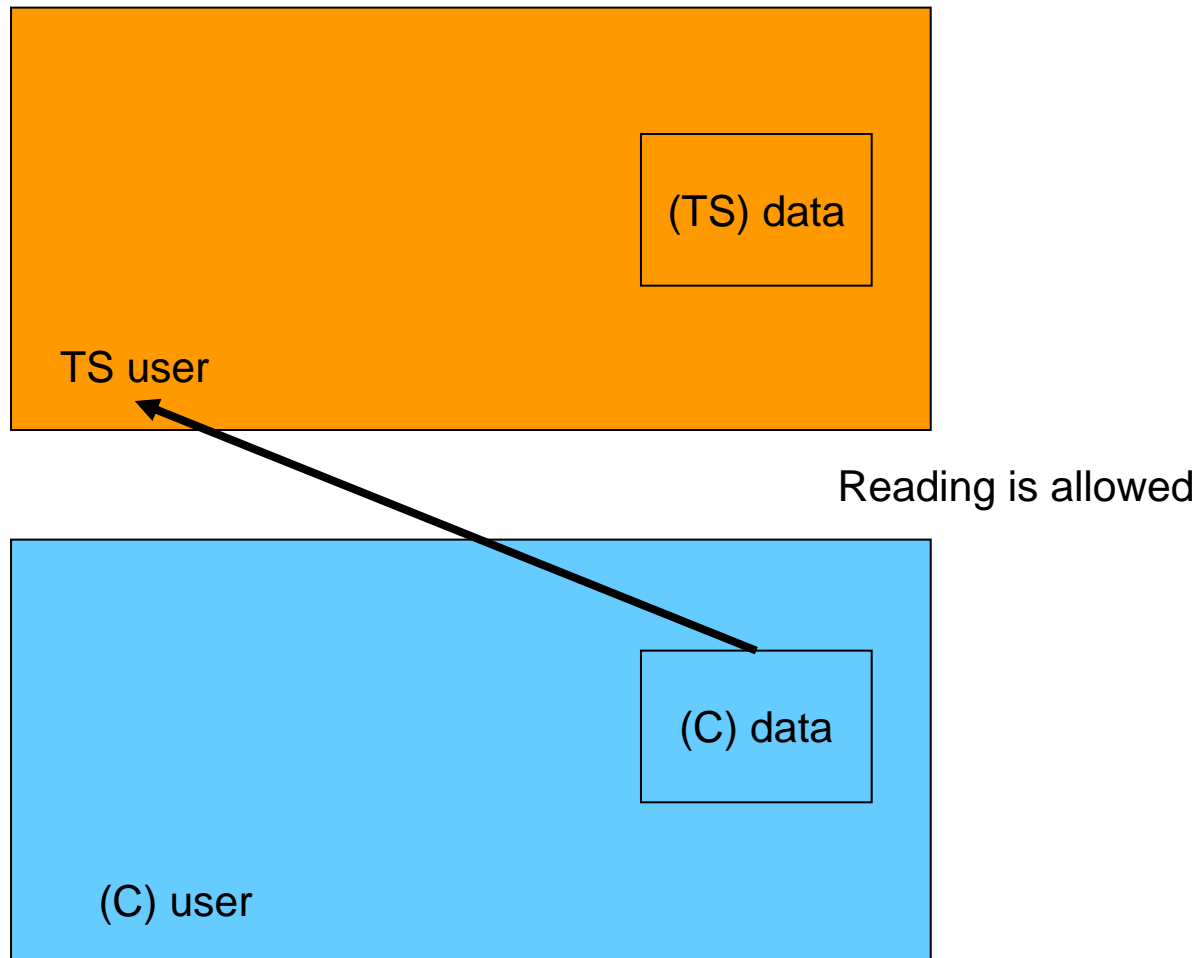 (TS) data
TS user
Reading is allowed
(C) data
(C) user